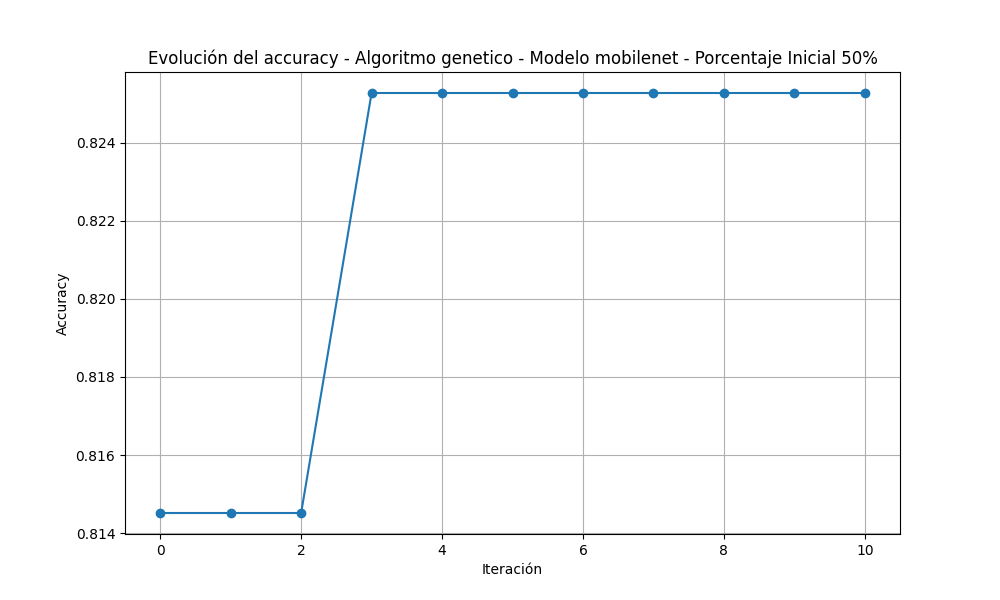 Evolución del accuracy - Algoritmo genetico - Modelo mobilenet - Porcentaje Inicial 50%
0.824
0.822
0.820
0.818
0.816
0.814
Accuracy
0 2 4 6 8 10
Iteración